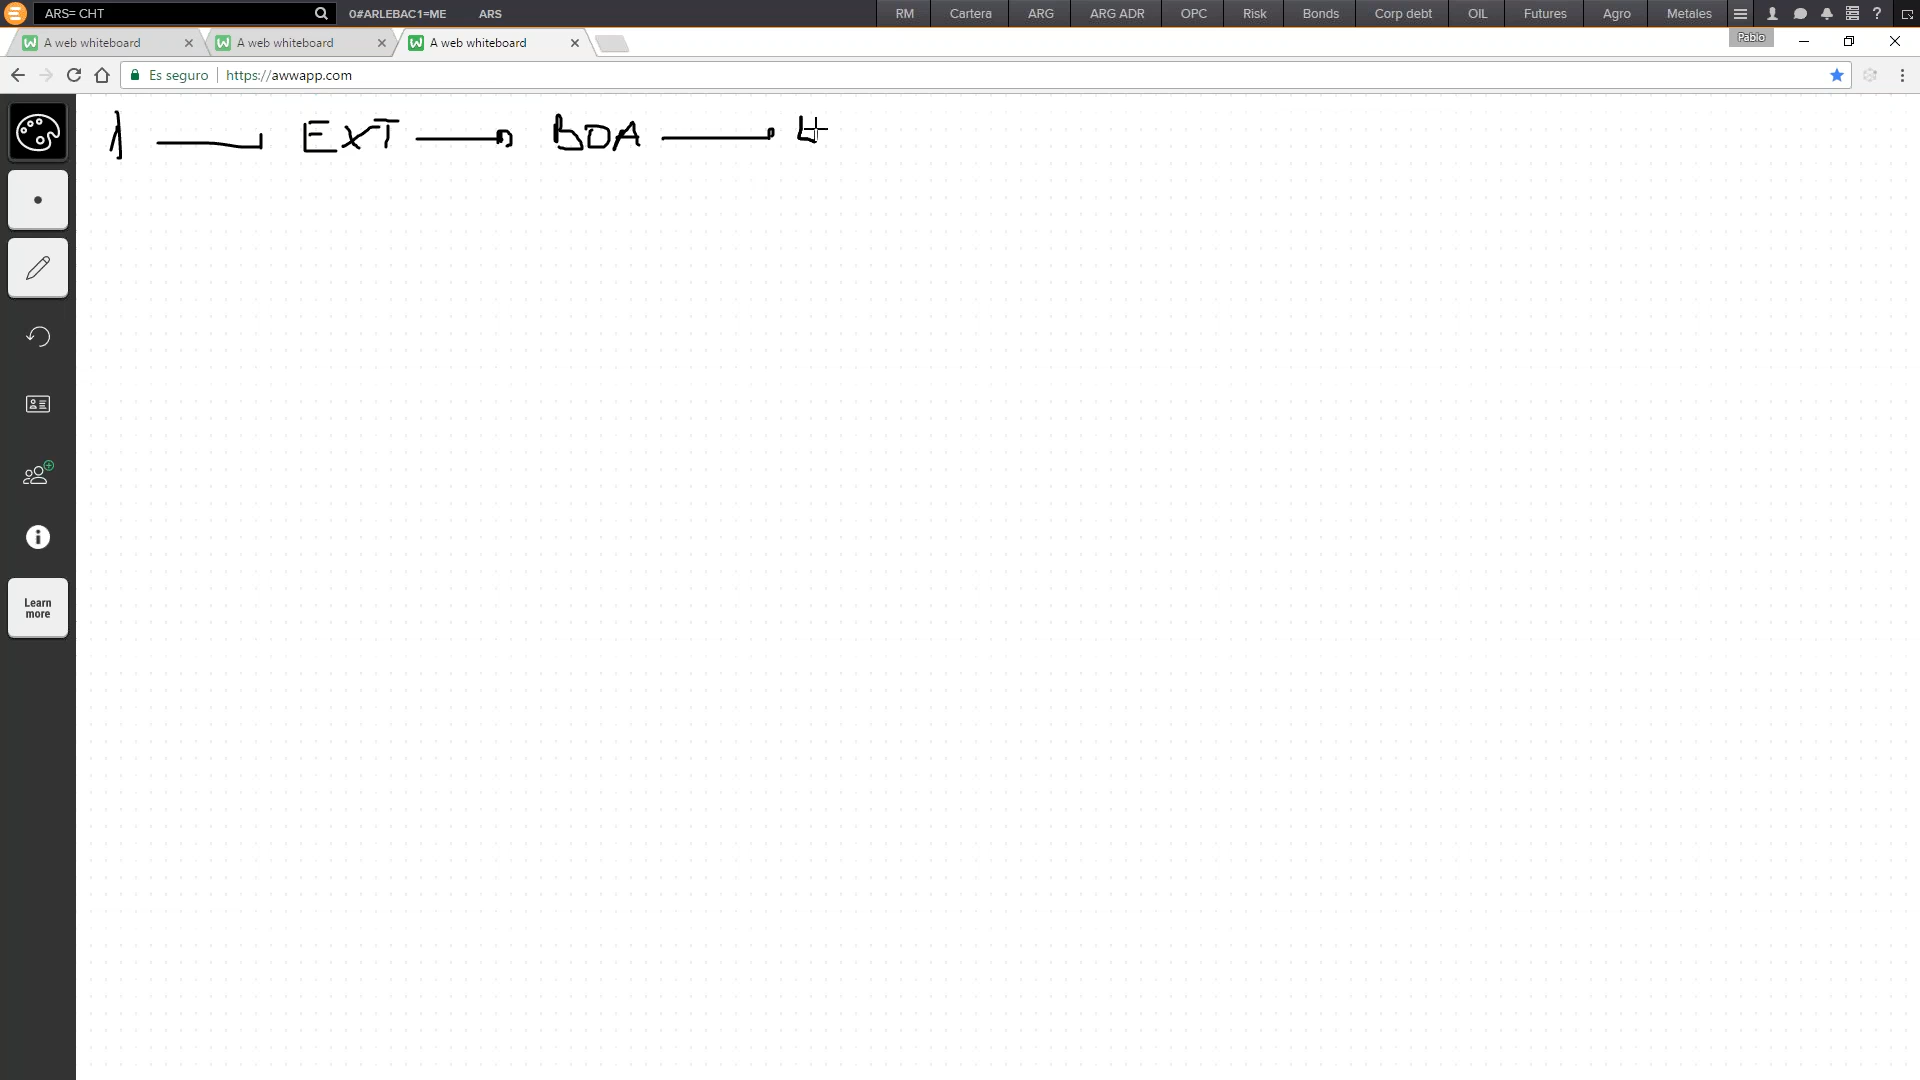 ARS= CHT 0#ARLEBAC1=ME ARS RM Cartera ARG ARG ADR OPC Risk Bonds Corp debt OIL Futures Agro Metales ?
A web whiteboard A web whiteboard A web whiteboard Pablo
Es seguro https://awwapp.com
EXT BDA
Learn
more